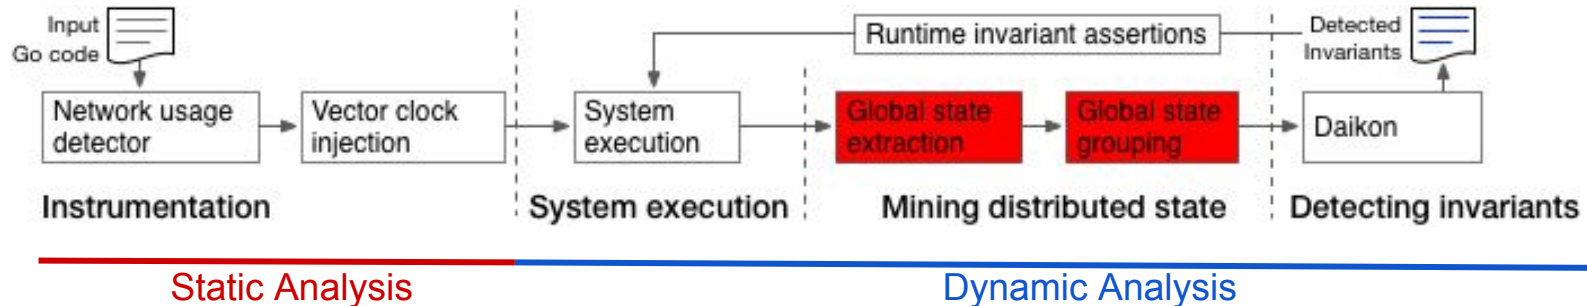 Input
Go code
Runtime invariant assertions
Detected
Invariants
Network usage
detector
Vector clock
injection
System
execution
Global state
extraction
Global state
grouping
Daikon
Instrumentation
System execution
Mining distributed state
Detecting invariants
Static Analysis
Dynamic Analysis